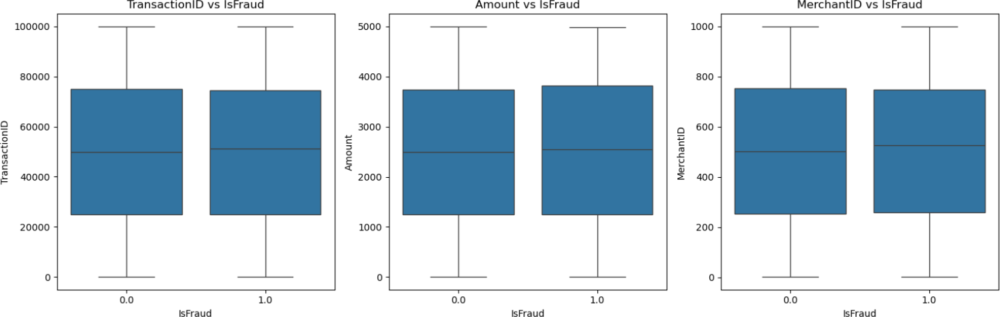 TransactionID vs IsFraud
100000
80000
60000
40000
20000
0
TransactionID
0.0 1.0
IsFraud
Amount vs IsFraud
5000
4000
3000
2000
1000
0
Amount
0.0 1.0
IsFraud
MerchantID vs IsFraud
1000
800
600
400
200
0
MerchantID
0.0 1.0
IsFraud